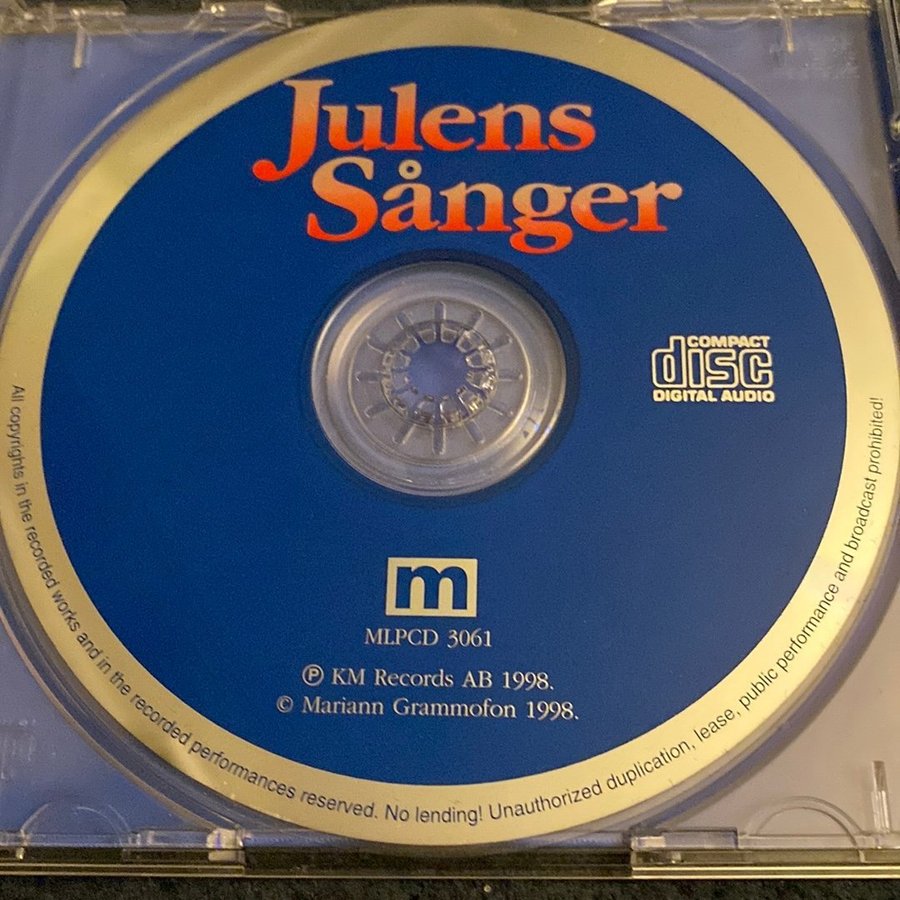 Julens
Sånger
COMPACT
disc
DIGITAL AUDIO
m
MLPCD 3061
℗ KM Records AB 1998.
© Mariann Grammofon 1998.
All copyrights in the recorded works and in the recorded performances reserved. No lending! Unauthorized duplication, lease, public performance and broadcast prohibited!